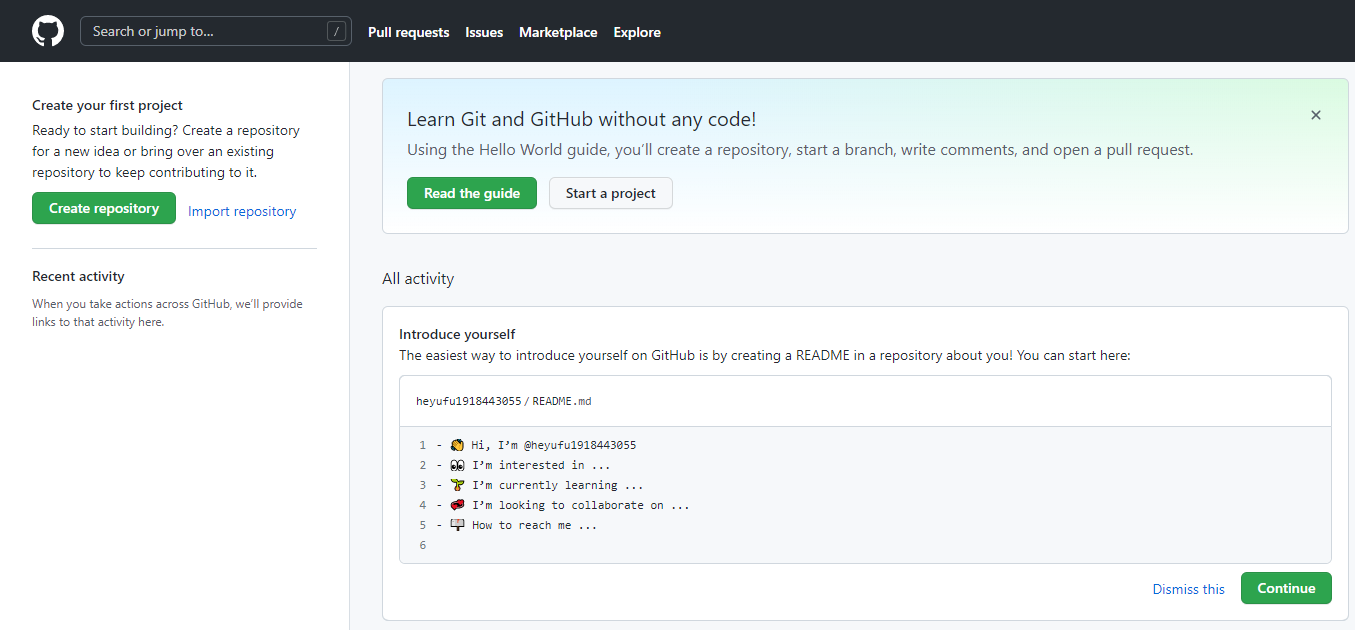 Search or jump to...
/
Pull requests
Issues
Marketplace
Explore
Create your first project
Ready to start building? Create a repository
for a new idea or bring over an existing
repository to keep contributing to it.
Create repository
Import repository
Recent activity
When you take actions across GitHub, we’ll provide
links to that activity here.
Learn Git and GitHub without any code!
Using the Hello World guide, you’ll create a repository, start a branch, write comments, and open a pull request.
Read the guide
Start a project
All activity
Introduce yourself
The easiest way to introduce yourself on GitHub is by creating a README in a repository about you! You can start here:
heyufu1918443055 / README.md
1 - 👋 Hi, I’m @heyufu1918443055
2 - 👀 I’m interested in ...
3 - 🌱 I’m currently learning ...
4 - 💞️ I’m looking to collaborate on ...
5 - 📫 How to reach me ...
6
Dismiss this
Continue